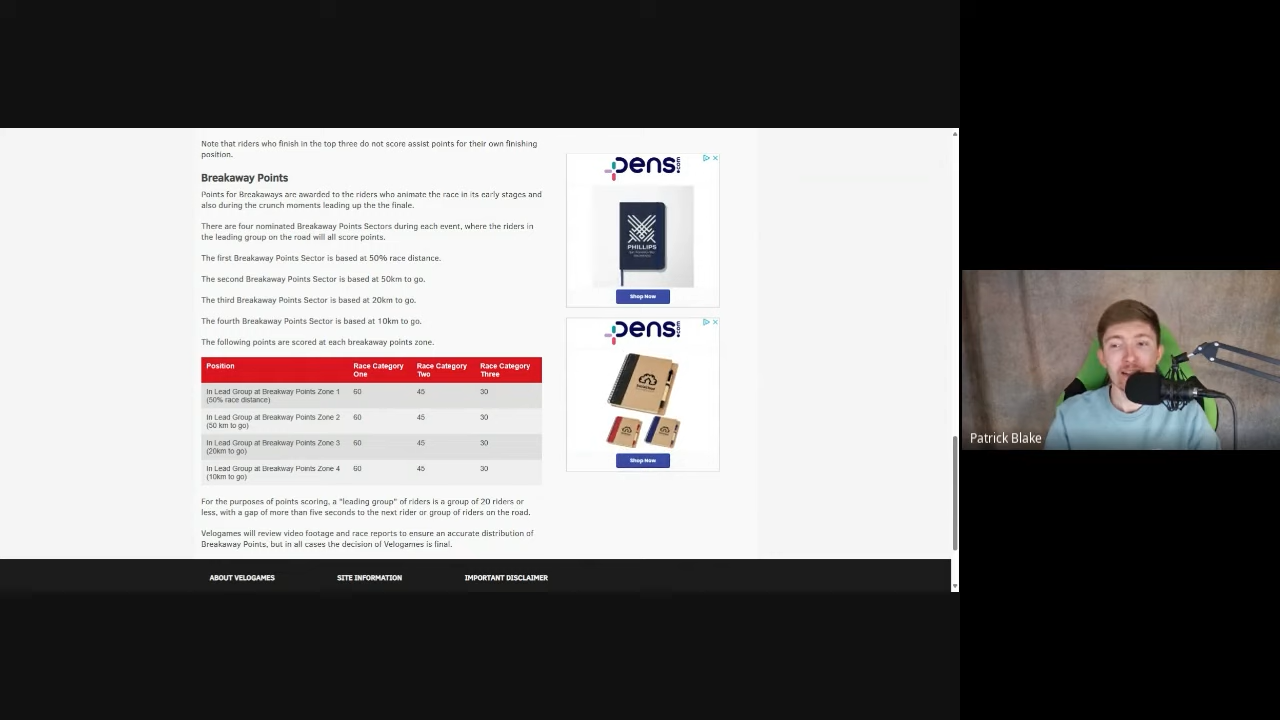 Note that riders who finish in the top three do not score assist points for their own finishing
position.
Breakaway Points
Points for Breakaways are awarded to the riders who animate the race in its early stages and
also during the crunch moments leading up the the finale.
There are four nominated Breakaway Points Sectors during each event, where the riders in
the leading group on the road will all score points.
The first Breakaway Points Sector is based at 50% race distance.
The second Breakaway Points Sector is based at 50km to go.
The third Breakaway Points Sector is based at 20km to go.
The fourth Breakaway Points Sector is based at 10km to go.
The following points are scored at each breakaway points zone.
Position Race Category One Race Category Two Race Category Three
In Lead Group at Breakway Points Zone 1 (50% race distance) 60 45 30
In Lead Group at Breakway Points Zone 2 (50 km to go) 60 45 30
In Lead Group at Breakway Points Zone 3 (20km to go) 60 45 30
In Lead Group at Breakway Points Zone 4 (10km to go) 60 45 30
For the purposes of points scoring, a "leading group" of riders is a group of 20 riders or
less, with a gap of more than five seconds to the next rider or group of riders on the road.
Velogames will review video footage and race reports to ensure an accurate distribution of
Breakaway Points, but in all cases the decision of Velogames is final.
pens.com
PHILLIPS
Shop Now
pens.com
Shop Now
ABOUT VELOGAMES SITE INFORMATION IMPORTANT DISCLAIMER
Patrick Blake